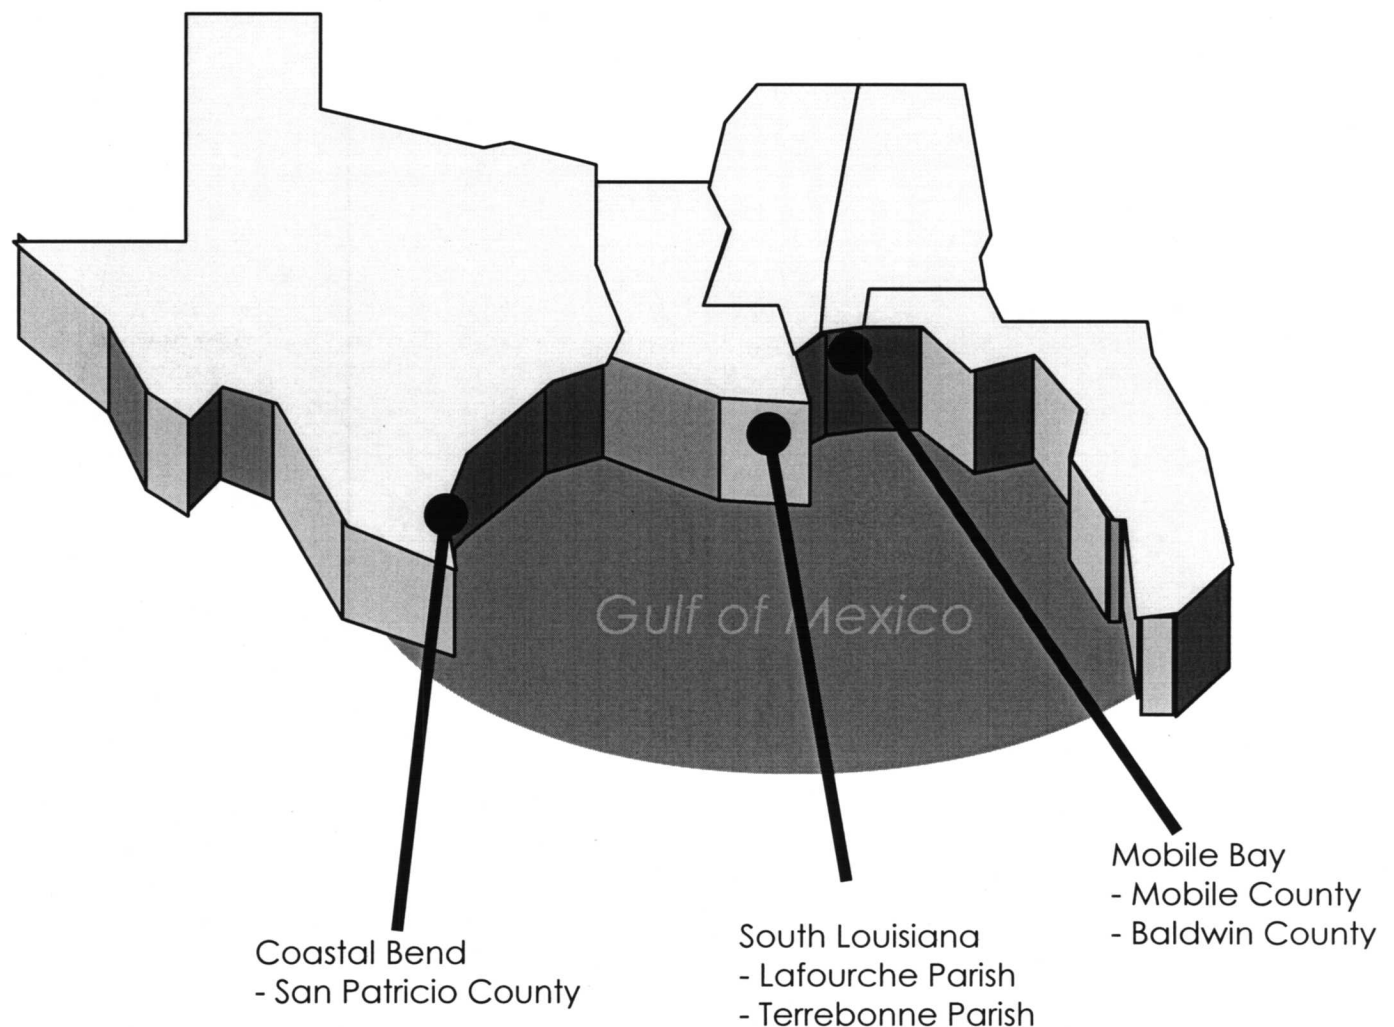 Gulf of Mexico
Mobile Bay
- Mobile County
- Baldwin County
South Louisiana
- Lafourche Parish
- Terrebonne Parish
Coastal Bend
- San Patricio County